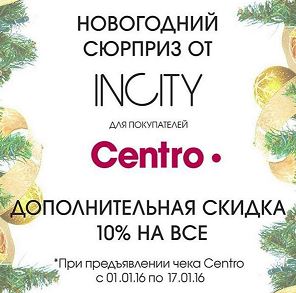 НОВОГОДНИЙ
СЮРПРИЗ ОТ
INCITY
ДЛЯ ПОКУПАТЕЛЕЙ
Centro
ДОПОЛНИТЕЛЬНАЯ СКИДКА
10% НА ВСЕ
*При предъявлении чека Centro
с 01.01.16 по 17.01.16